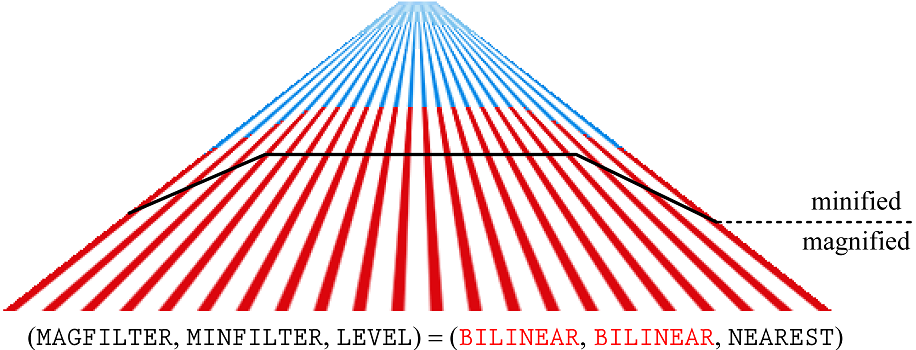 minified
magnified
(MAGFILTER, MINFILTER, LEVEL) = (BILINEAR, BILINEAR, NEAREST)